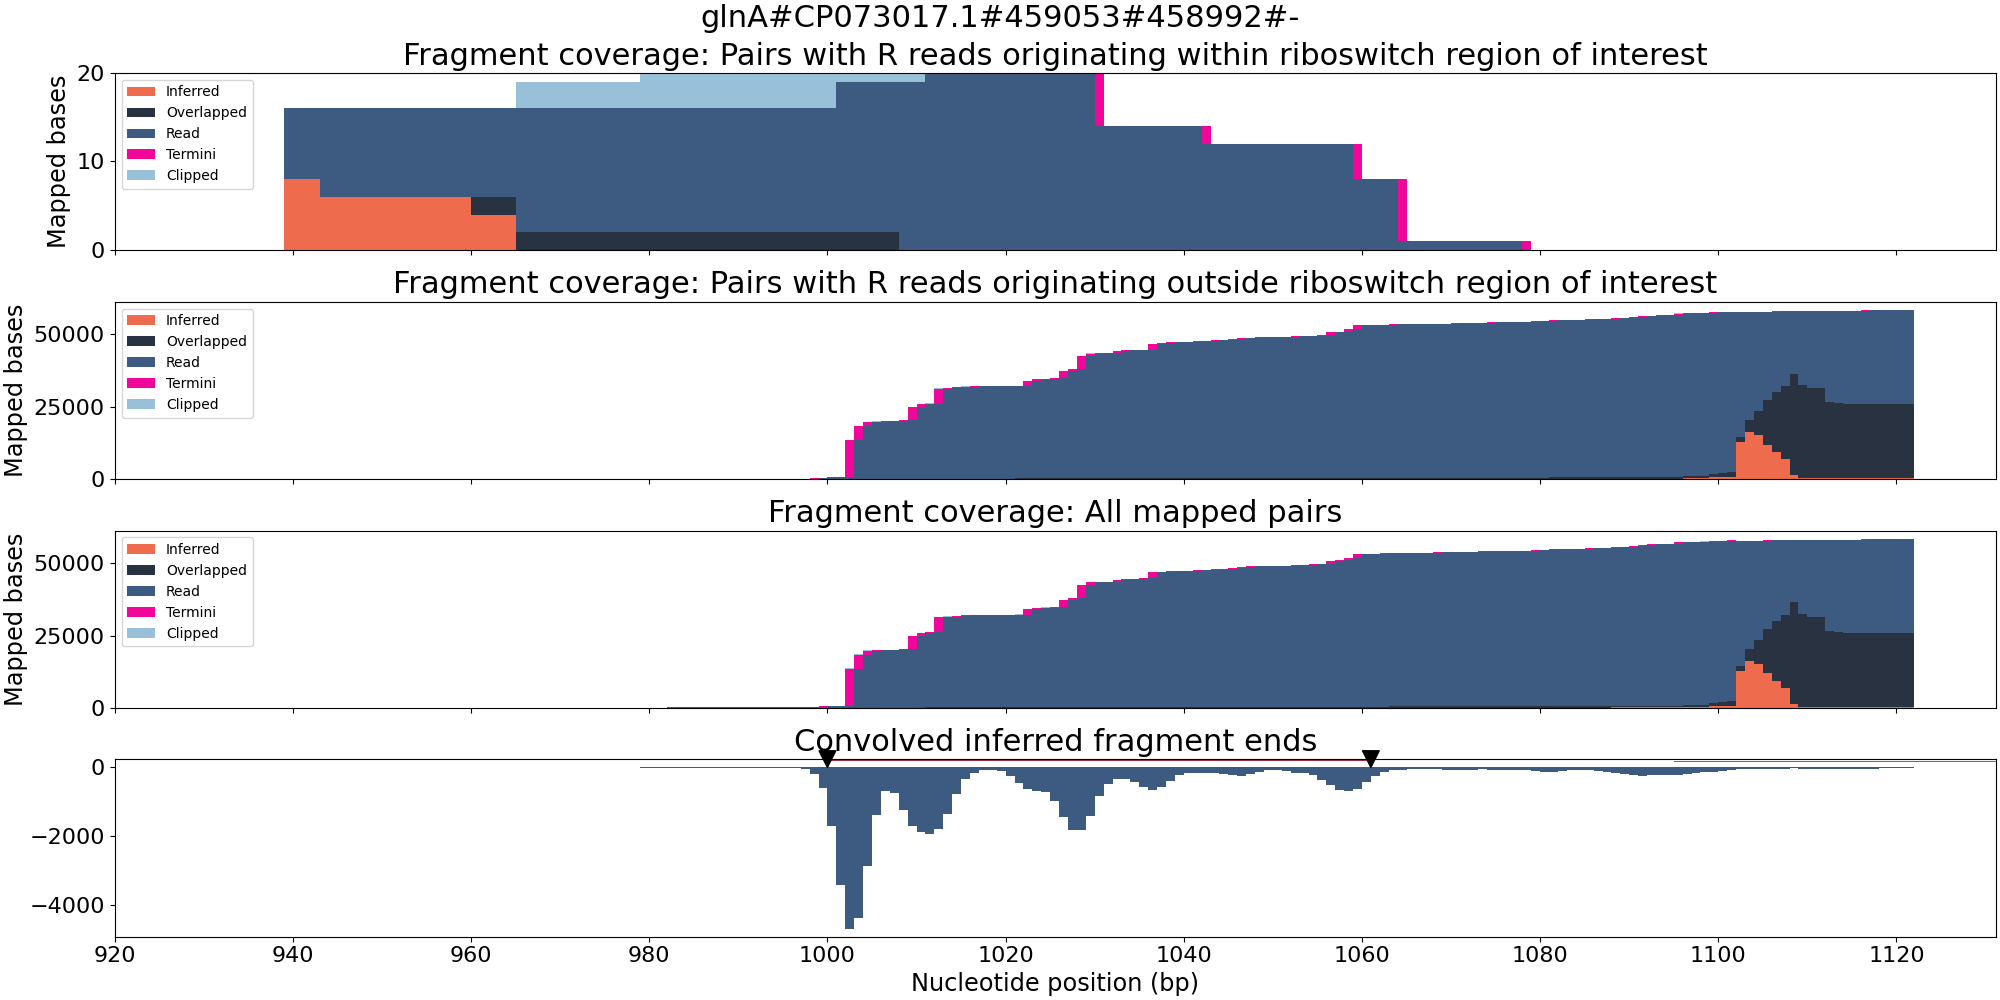 glnA#CP073017.1#459053#458992#-
Fragment coverage: Pairs with R reads originating within riboswitch region of interest
Mapped bases
20
10
0
Inferred
Overlapped
Read
Termini
Clipped
Fragment coverage: Pairs with R reads originating outside riboswitch region of interest
Mapped bases
50000
25000
0
Inferred
Overlapped
Read
Termini
Clipped
Fragment coverage: All mapped pairs
Mapped bases
50000
25000
0
Inferred
Overlapped
Read
Termini
Clipped
Convolved inferred fragment ends
0
−2000
−4000
920 940 960 980 1000 1020 1040 1060 1080 1100 1120
Nucleotide position (bp)